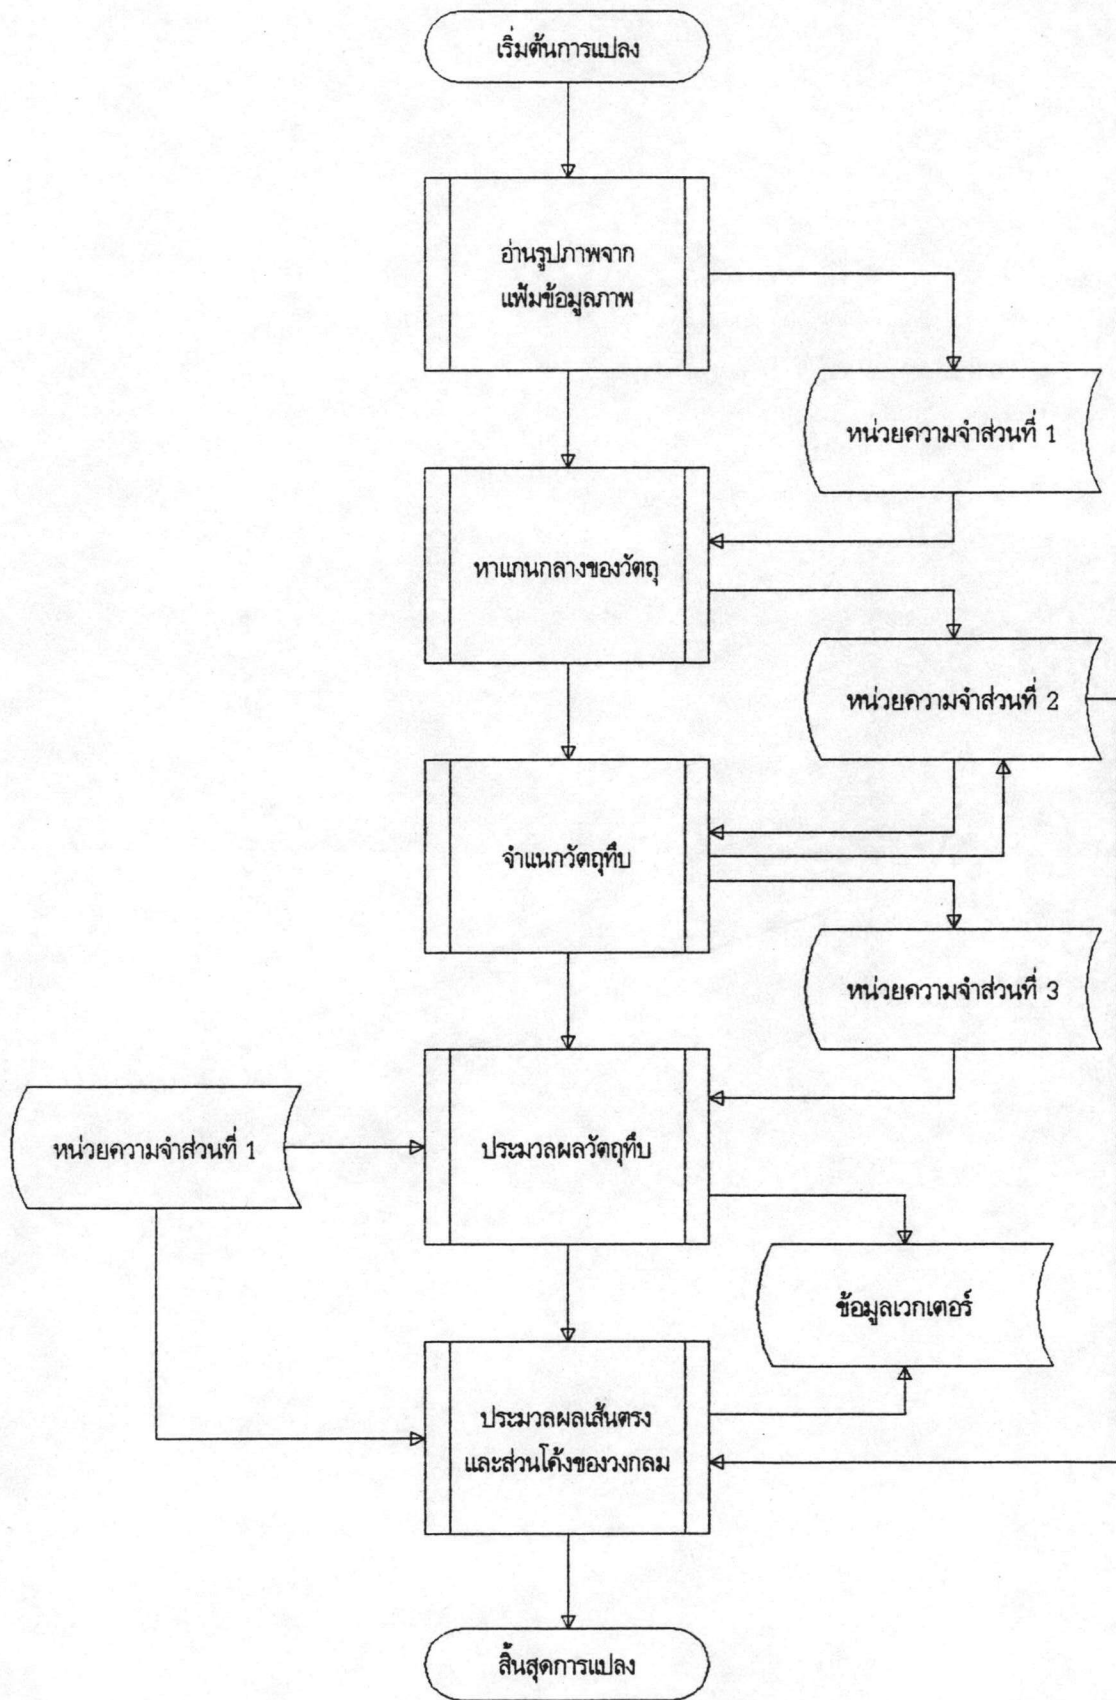 เริ่มต้นการแปลง
อ่านรูปภาพจาก
แฟ้มข้อมูลภาพ
หน่วยความจำส่วนที่ 1
หาแกนกลางของวัตถุ
หน่วยความจำส่วนที่ 2
จำแนกวัตถุทึบ
หน่วยความจำส่วนที่ 3
หน่วยความจำส่วนที่ 1
ประมวลผลวัตถุทึบ
ข้อมูลเวกเตอร์
ประมวลผลเส้นตรง
และส่วนโค้งของวงกลม
สิ้นสุดการแปลง